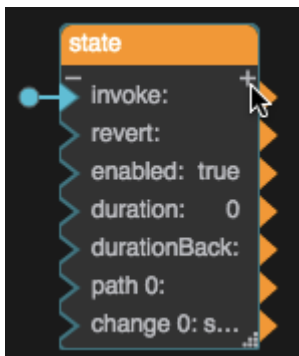 state
− +
invoke:
revert:
enabled: true
duration: 0
durationBack:
path 0:
change 0: s...